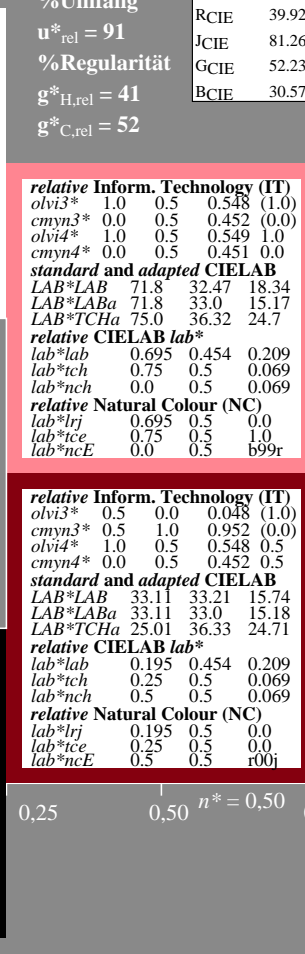 %Umfang
u*rel = 91
%Regularität
g*H,rel = 41
g*C,rel = 52
RCIE 39.92
JCIE 81.26
GCIE 52.23
BCIE 30.57
relative Inform. Technology (IT)
olvi3* 1.0 0.5 0.548 (1.0)
cmyn3* 0.0 0.5 0.452 (0.0)
olvi4* 1.0 0.5 0.549 1.0
cmyn4* 0.0 0.5 0.451 0.0
standard and adapted CIELAB
LAB*LAB 71.8 32.47 18.34
LAB*LABa 71.8 33.0 15.17
LAB*TCHa 75.0 36.32 24.7
relative CIELAB lab*
lab*lab 0.695 0.454 0.209
lab*tch 0.75 0.5 0.069
lab*nch 0.0 0.5 0.069
relative Natural Colour (NC)
lab*lrj 0.695 0.5 0.0
lab*tce 0.75 0.5 1.0
lab*ncE 0.0 0.5 b99r
relative Inform. Technology (IT)
olvi3* 0.5 0.0 0.048 (1.0)
cmyn3* 0.5 1.0 0.952 (0.0)
olvi4* 1.0 0.5 0.548 0.5
cmyn4* 0.0 0.5 0.452 0.5
standard and adapted CIELAB
LAB*LAB 33.11 33.21 15.74
LAB*LABa 33.11 33.0 15.18
LAB*TCHa 25.01 36.33 24.71
relative CIELAB lab*
lab*lab 0.195 0.454 0.209
lab*tch 0.25 0.5 0.069
lab*nch 0.5 0.5 0.069
relative Natural Colour (NC)
lab*lrj 0.195 0.5 0.0
lab*tce 0.25 0.5 0.0
lab*ncE 0.5 0.5 r00j
0,25 0,50 n* = 0,50